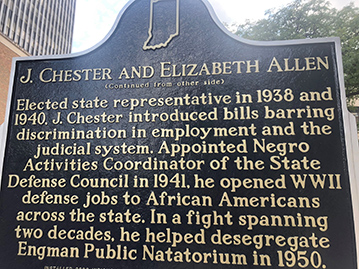 J. CHESTER AND ELIZABETH ALLEN
(Continued from other side)
Elected state representative in 1938 and
1940, J. Chester introduced bills barring
discrimination in employment and the
judicial system. Appointed Negro
Activities Coordinator of the State
Defense Council in 1941, he opened WWII
defense jobs to African Americans
across the state. In a fight spanning
two decades, he helped desegregate
Engman Public Natatorium in 1950.
INSTALLED